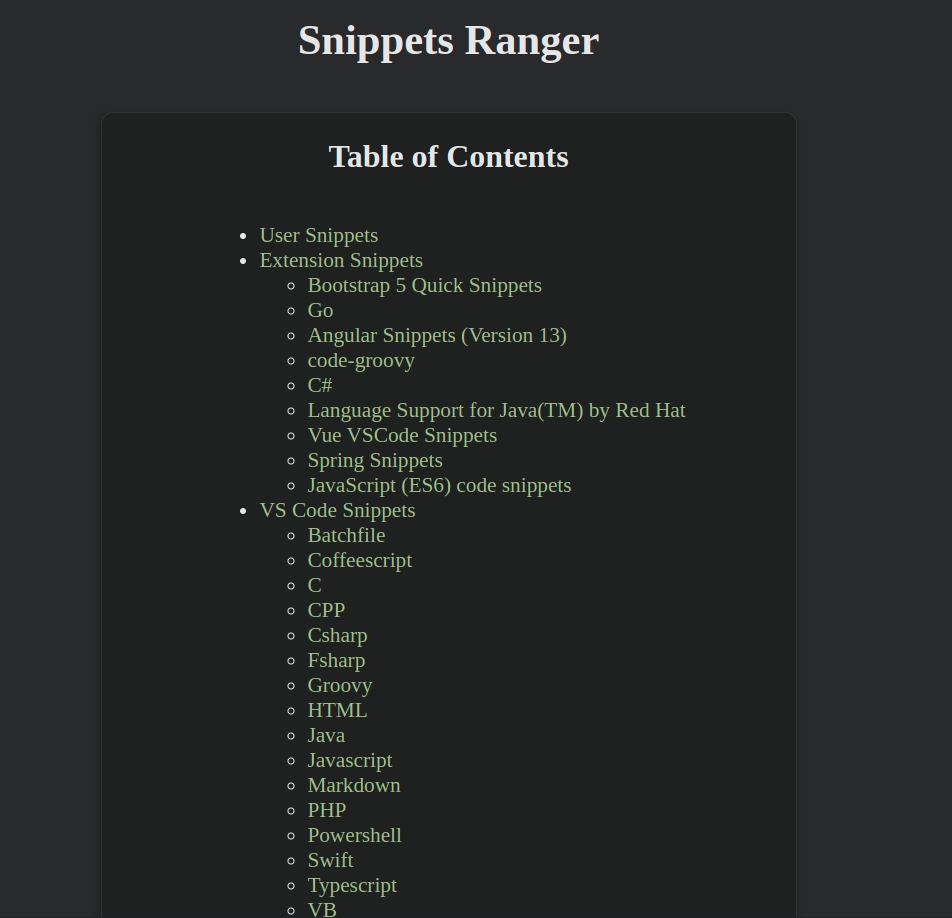 Snippets Ranger
Table of Contents
User Snippets
Extension Snippets
Bootstrap 5 Quick Snippets
Go
Angular Snippets (Version 13)
code-groovy
C#
Language Support for Java(TM) by Red Hat
Vue VSCode Snippets
Spring Snippets
JavaScript (ES6) code snippets
VS Code Snippets
Batchfile
Coffeescript
C
CPP
Csharp
Fsharp
Groovy
HTML
Java
Javascript
Markdown
PHP
Powershell
Swift
Typescript
VB